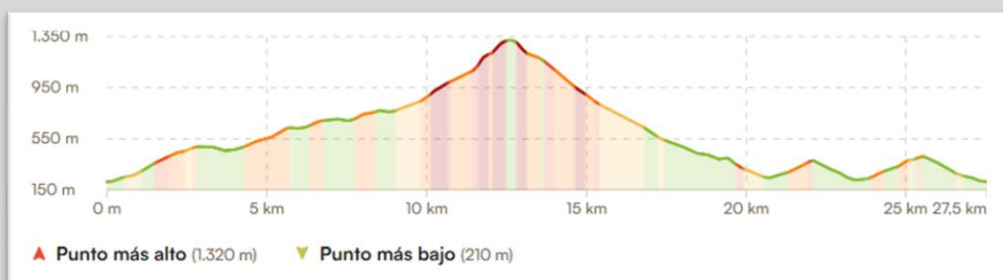 1.350 m
950 m
550 m
150 m
0 m 5 km 10 km 15 km 20 km 25 km 27,5 km
Punto más alto (1.320 m) Punto más bajo (210 m)